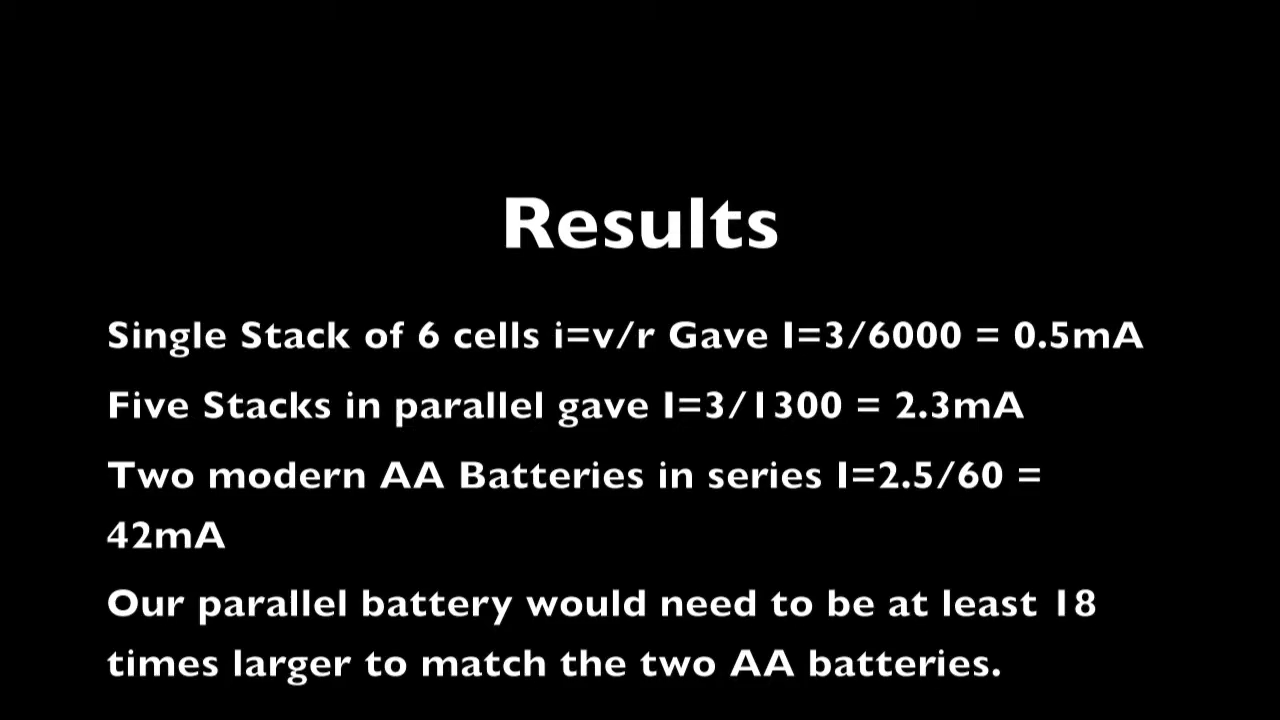 Results
Single Stack of 6 cells i=v/r Gave I=3/6000 = 0.5mA
Five Stacks in parallel gave I=3/1300 = 2.3mA
Two modern AA Batteries in series I=2.5/60 =
42mA
Our parallel battery would need to be at least 18
times larger to match the two AA batteries.